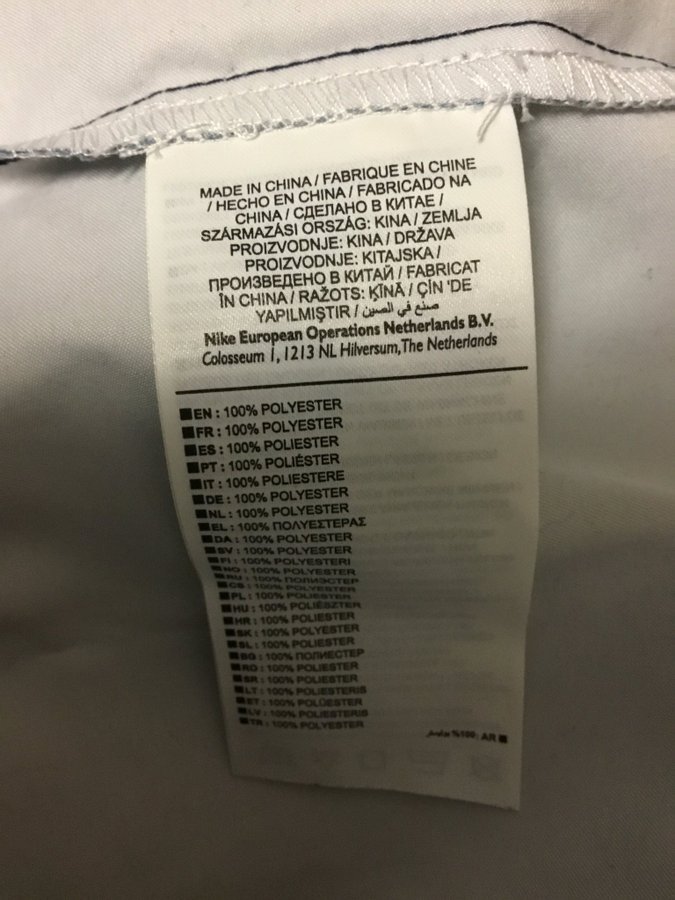 MADE IN CHINA / FABRIQUE EN CHINE
/ HECHO EN CHINA / FABRICADO NA
CHINA / СДЕЛАНО В КИТАЕ /
SZÁRMAZÁSI ORSZÁG: KINA / ZEMLJA
PROIZVODNJE: KINA / DRŽAVA
PROIZVODNJE: KITAJSKA /
ПРОИЗВЕДЕНО В КИТАЙ / FABRICAT
ÎN CHINA / RAŽOTS: ĶĪNĀ / ÇİN 'DE
YAPILMIŞTIR / صنع في الصين
Nike European Operations Netherlands B.V.
Colosseum 1, 1213 NL Hilversum, The Netherlands
EN : 100% POLYESTER
FR : 100% POLYESTER
ES : 100% POLIESTER
PT : 100% POLIÉSTER
IT : 100% POLIESTERE
DE : 100% POLYESTER
NL : 100% POLYESTER
EL : 100% ΠΟΛΥΕΣΤΕΡΑΣ
DA : 100% POLYESTER
SV : 100% POLYESTER
FI : 100% POLYESTERI
NO : 100% POLYESTER
RU : 100% ПОЛИЭСТЕР
CS : 100% POLYESTER
PL : 100% POLIESTER
HU : 100% POLIÉSZTER
HR : 100% POLIESTER
SK : 100% POLYESTER
SL : 100% POLIESTER
BG : 100% ПОЛИЕСТЕР
RO : 100% POLIESTER
SR : 100% POLIESTER
LT : 100% POLIESTERIS
ET : 100% POLÜESTER
LV : 100% POLIESTERIS
TR : 100% POLYESTER
AR :100% بوليستر